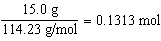 15.0 g
114.23 g/mol = 0.1313 mol